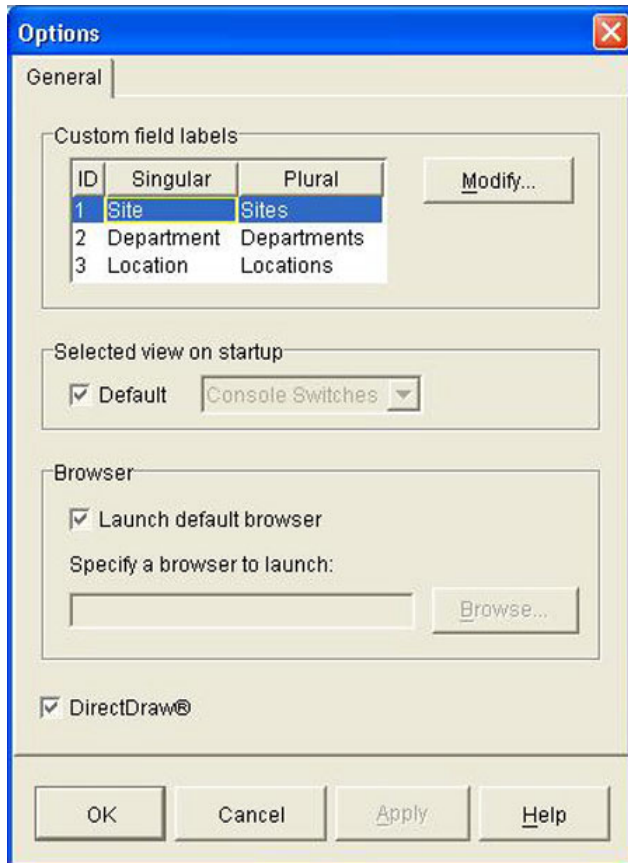 Options
General
Custom field labels
ID Singular Plural
Modify...
1 Site Sites
2 Department Departments
3 Location Locations
Selected view on startup
Default Console Switches
Browser
Launch default browser
Specify a browser to launch:
Browse...
DirectDraw®
OK Cancel Apply Help